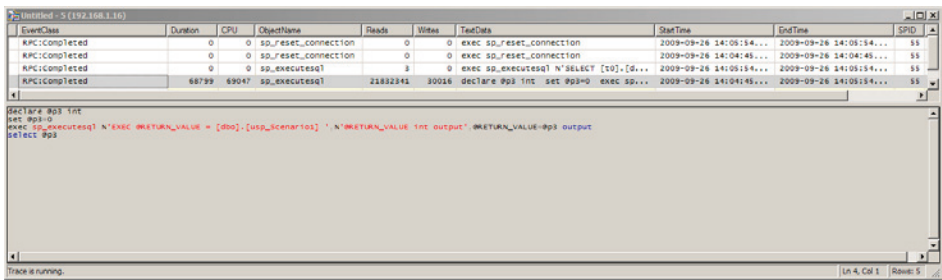 Untitled - 5 (192.168.1.16)
EventClass Duration CPU ObjectName Reads Writes TextData StartTime EndTime SPID
RPC:Completed 0 0 sp_reset_connection 0 0 exec sp_reset_connection 2009-09-26 14:05:54... 2009-09-26 14:05:54... 55
RPC:Completed 0 0 sp_reset_connection 0 0 exec sp_reset_connection 2009-09-26 14:04:45... 2009-09-26 14:04:45... 55
RPC:Completed 0 0 sp_executesql 3 0 exec sp_executesql N'SELECT [t0].[d... 2009-09-26 14:05:54... 2009-09-26 14:05:54... 55
RPC:Completed 68799 69047 sp_executesql 21832341 30016 declare @p3 int set @p3=0 exec sp... 2009-09-26 14:04:45... 2009-09-26 14:05:54... 55
declare @p3 int
set @p3=0
exec sp_executesql N'EXEC @RETURN_VALUE = [dbo].[usp_Scenario1] ',N'@RETURN_VALUE int output',@RETURN_VALUE=@p3 output
select @p3
Trace is running. Ln 4, Col 1 Rows: 5